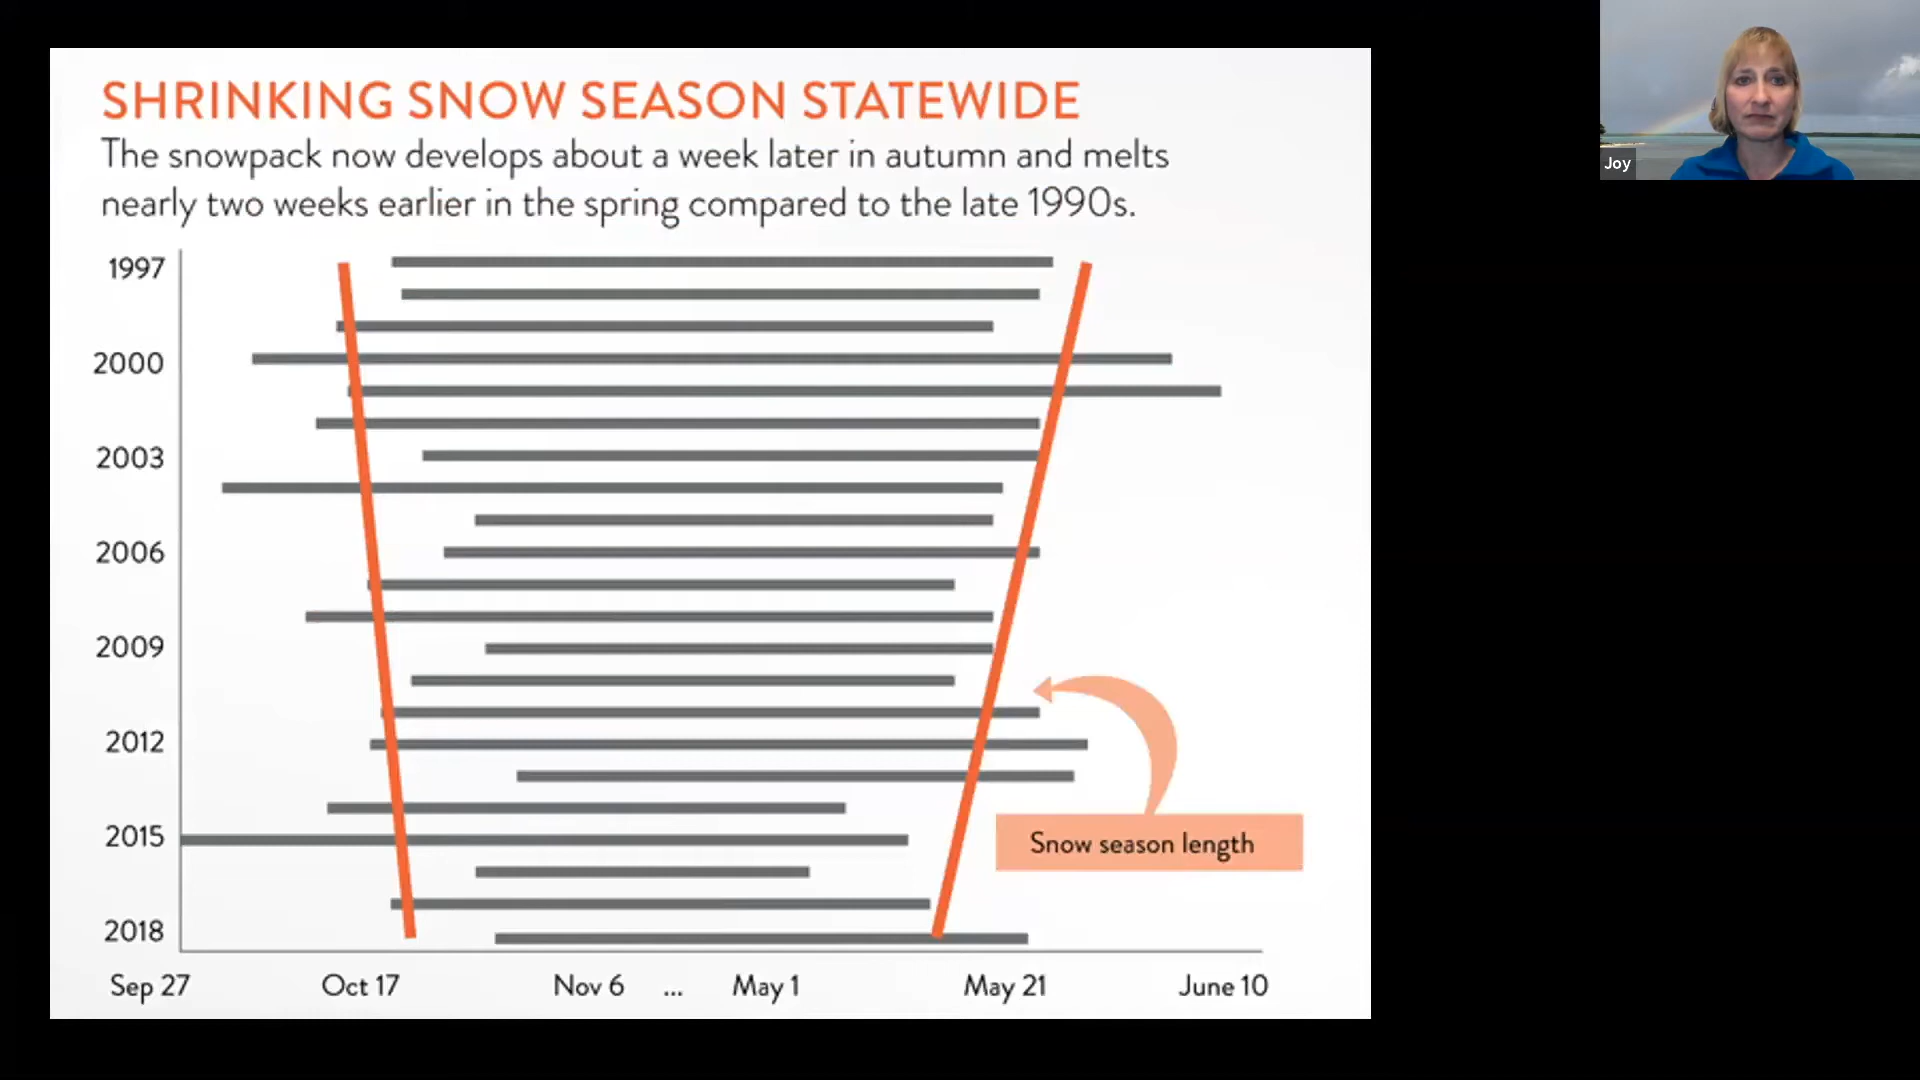 SHRINKING SNOW SEASON STATEWIDE
The snowpack now develops about a week later in autumn and melts
nearly two weeks earlier in the spring compared to the late 1990s.
1997
2000
2003
2006
2009
2012
2015
2018
Snow season length
Sep 27 Oct 17 Nov 6 ... May 1 May 21 June 10
Joy